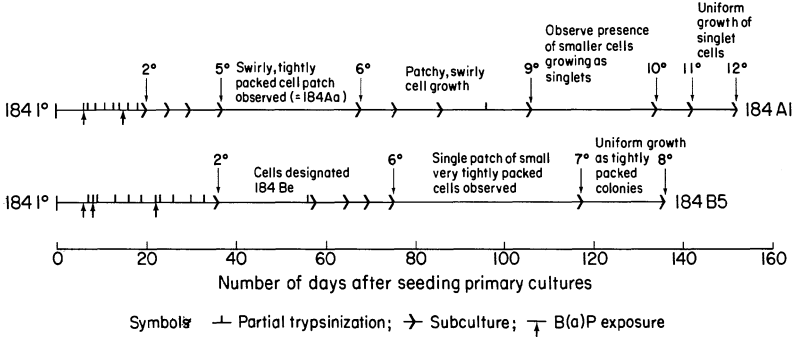 Uniform
growth of
singlet
cells
Observe presence
of smaller cells
growing as
singlets
2° 5° Swirly, tightly
packed cell patch
observed (=184Aa)
6° Patchy, swirly
cell growth
9° 10° 11° 12°
184 1° 184 A1
2° Cells designated
184 Be
6° Single patch of small
very tightly packed
cells observed
7° Uniform growth
as tightly
packed
colonies
8°
184 1° 184 B5
0 20 40 60 80 100 120 140 160
Number of days after seeding primary cultures
Symbols: Partial trypsinization; Subculture; B(a)P exposure